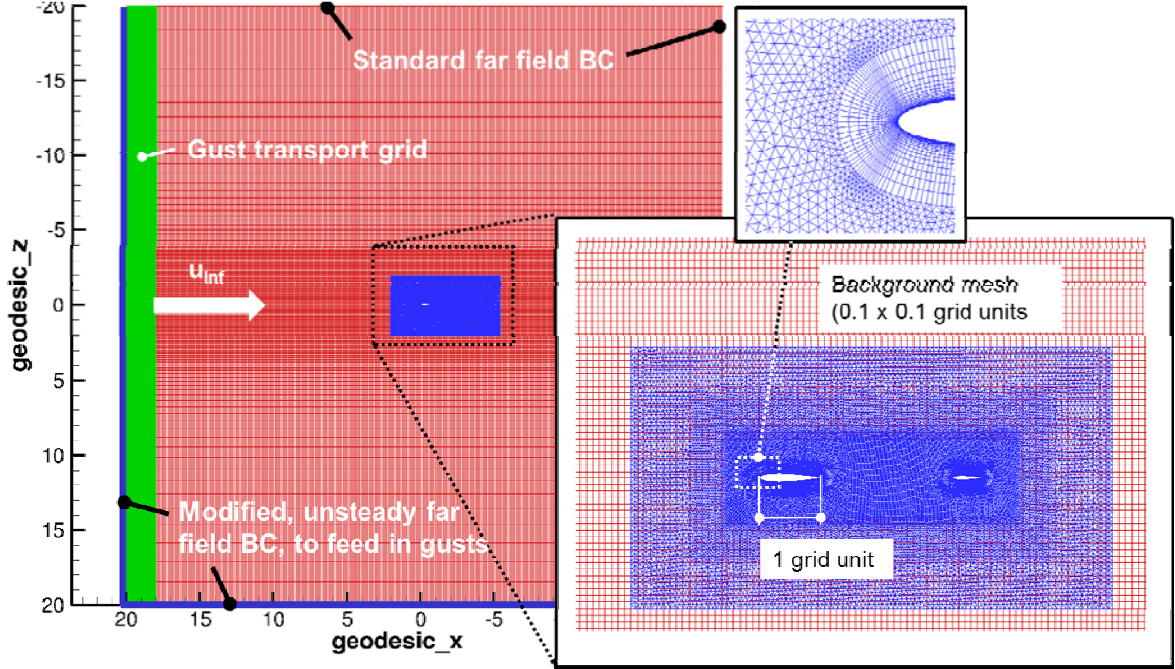 -20
Standard far field BC
-15
Gust transport grid
-10
-5
geodesic_z
u_inf
0
Background mesh
(0.1 x 0.1 grid units
5
10
Modified, unsteady far
field BC, to feed in gusts
15
1 grid unit
20
20
15
10
5
0
-5
geodesic_x